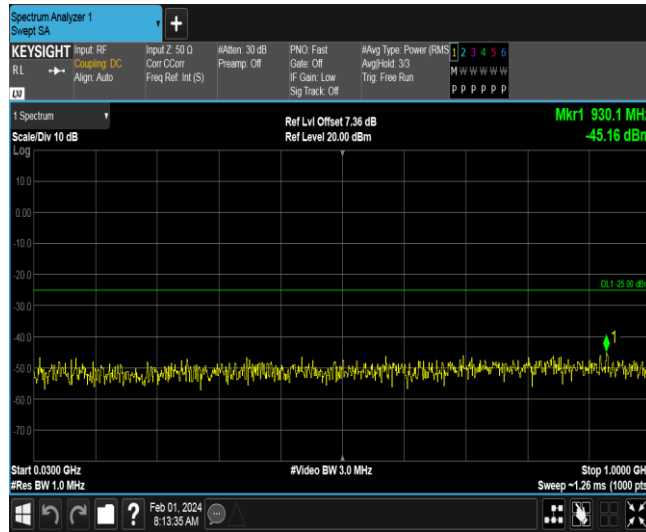 Spectrum Analyzer 1
Swept SA
+
KEYSIGHT
RL
LXI
Input: RF
Coupling: DC
Align: Auto
Input Z: 50 Ω
Corr CCorr
Freq Ref: Int (S)
#Atten: 30 dB
Preamp: Off
PNO: Fast
Gate: Off
IF Gain: Low
Sig Track: Off
#Avg Type: Power (RMS
Avg|Hold: 3/3
Trig: Free Run
1 2 3 4 5 6
M W W W W W
P P P P P P
1 Spectrum
Scale/Div 10 dB
Log
Ref Lvl Offset 7.36 dB
Ref Level 20.00 dBm
Mkr1 930.1 MHz
-45.16 dBm
10.0
0.00
-10.0
-20.0
DL1 -25.00 dBm
-30.0
-40.0
1
-50.0
-60.0
-70.0
Start 0.0300 GHz
#Res BW 1.0 MHz
#Video BW 3.0 MHz
Stop 1.0000 GH
Sweep ~1.26 ms (1000 pts
?
Feb 01, 2024
8:13:35 AM